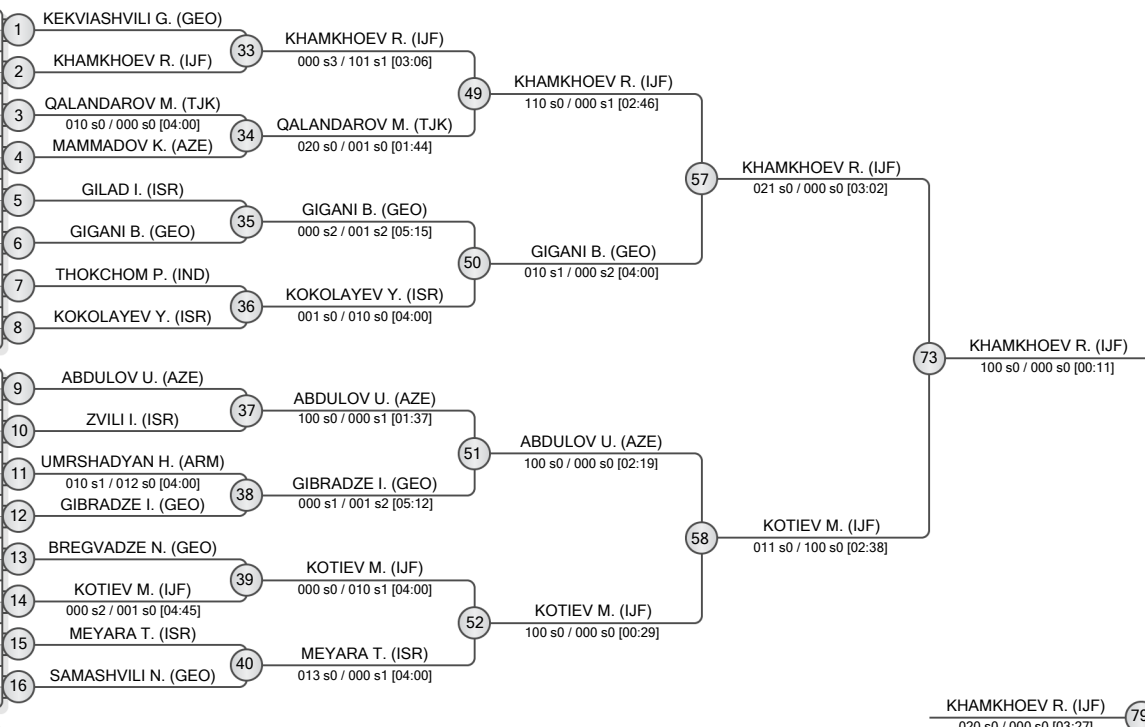 1 KEKVIASHVILI G. (GEO)
2 KHAMKHOEV R. (IJF)
33 KHAMKHOEV R. (IJF)
000 s3 / 101 s1 [03:06]
3 QALANDAROV M. (TJK)
010 s0 / 000 s0 [04:00]
4 MAMMADOV K. (AZE)
34 QALANDAROV M. (TJK)
020 s0 / 001 s0 [01:44]
49 KHAMKHOEV R. (IJF)
110 s0 / 000 s1 [02:46]
5 GILAD I. (ISR)
6 GIGANI B. (GEO)
35 GIGANI B. (GEO)
000 s2 / 001 s2 [05:15]
7 THOKCHOM P. (IND)
8 KOKOLAYEV Y. (ISR)
36 KOKOLAYEV Y. (ISR)
001 s0 / 010 s0 [04:00]
50 GIGANI B. (GEO)
010 s1 / 000 s2 [04:00]
57 KHAMKHOEV R. (IJF)
021 s0 / 000 s0 [03:02]
9 ABDULOV U. (AZE)
10 ZVILI I. (ISR)
37 ABDULOV U. (AZE)
100 s0 / 000 s1 [01:37]
11 UMRSHADYAN H. (ARM)
010 s1 / 012 s0 [04:00]
12 GIBRADZE I. (GEO)
38 GIBRADZE I. (GEO)
000 s1 / 001 s2 [05:12]
51 ABDULOV U. (AZE)
100 s0 / 000 s0 [02:19]
13 BREGVADZE N. (GEO)
14 KOTIEV M. (IJF)
000 s2 / 001 s0 [04:45]
39 KOTIEV M. (IJF)
000 s0 / 010 s1 [04:00]
15 MEYARA T. (ISR)
16 SAMASHVILI N. (GEO)
40 MEYARA T. (ISR)
013 s0 / 000 s1 [04:00]
52 KOTIEV M. (IJF)
100 s0 / 000 s0 [00:29]
58 KOTIEV M. (IJF)
011 s0 / 100 s0 [02:38]
73 KHAMKHOEV R. (IJF)
100 s0 / 000 s0 [00:11]
KHAMKHOEV R. (IJF) 79
020 s0 / 000 s0 [03:27]